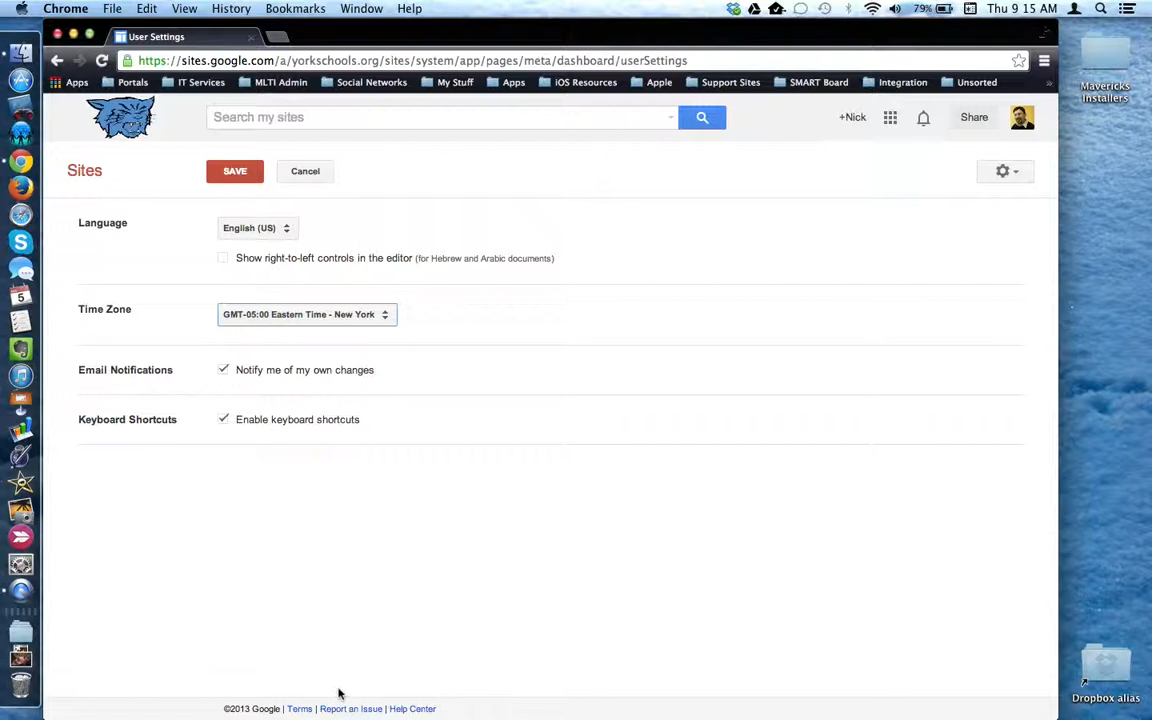 Chrome File Edit View History Bookmarks Window Help 79% Thu 9:15 AM
User Settings
https://sites.google.com/a/yorkschools.org/sites/system/app/pages/meta/dashboard/userSettings
Apps Portals IT Services MLTI Admin Social Networks My Stuff Apps iOS Resources Apple Support Sites SMART Board Integration Unsorted »
Search my sites +Nick Share
Sites SAVE Cancel
Language English (US)
Show right-to-left controls in the editor (for Hebrew and Arabic documents)
Time Zone GMT-05:00 Eastern Time - New York
Email Notifications Notify me of my own changes
Keyboard Shortcuts Enable keyboard shortcuts
©2013 Google | Terms | Report an Issue | Help Center
Mavericks
Installers
5
Dropbox alias